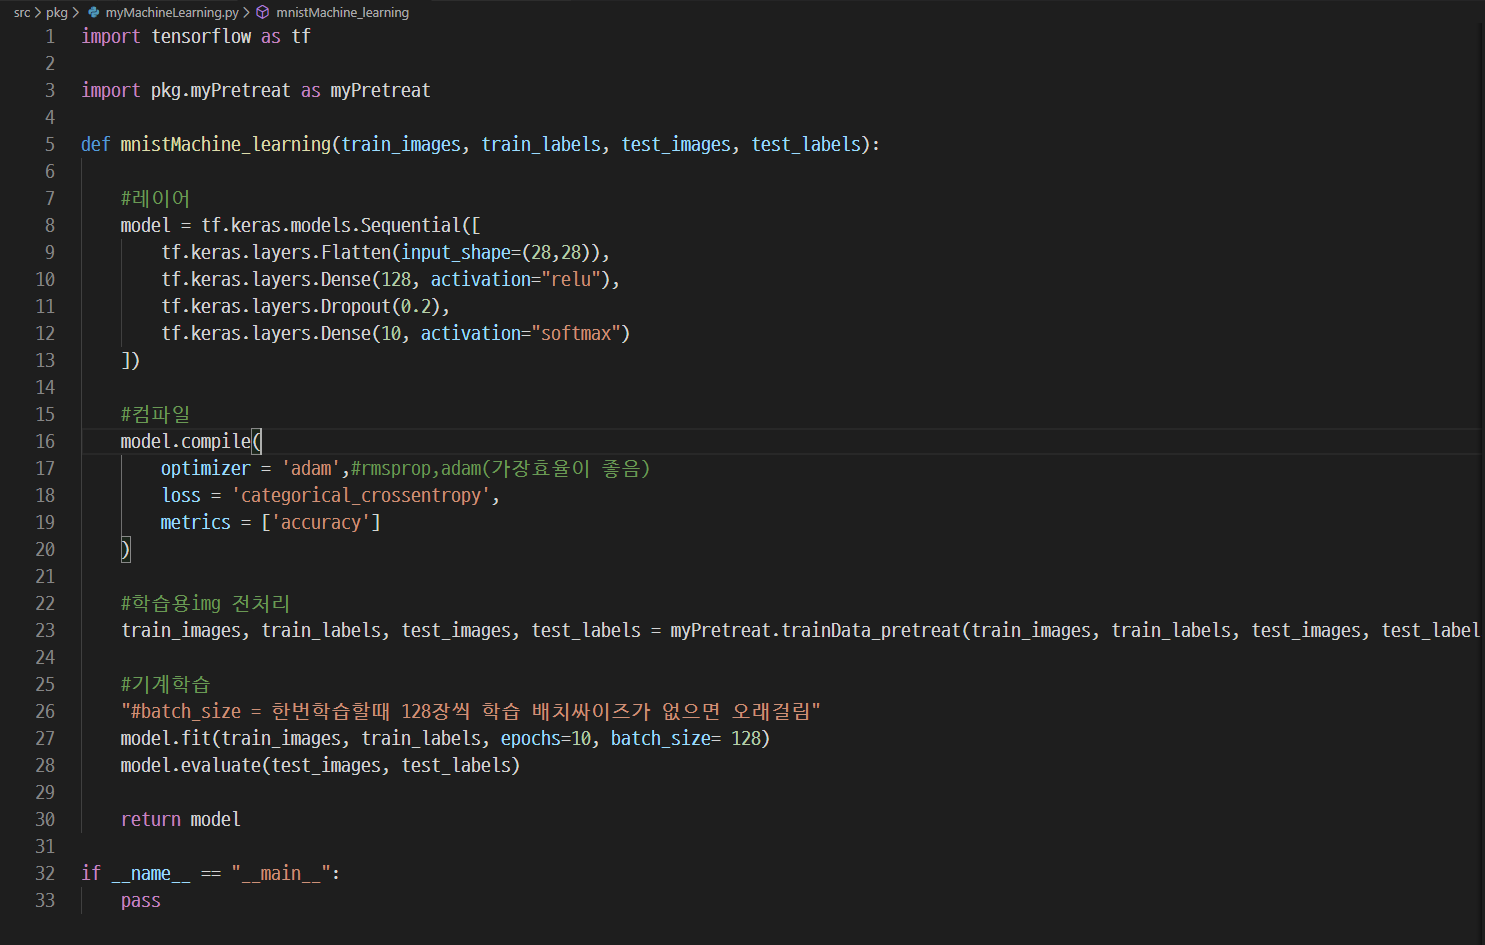 src > pkg > myMachineLearning.py > mnistMachine_learning
1 import tensorflow as tf
2
3 import pkg.myPretreat as myPretreat
4
5 def mnistMachine_learning(train_images, train_labels, test_images, test_labels):
6
7 #레이어
8 model = tf.keras.models.Sequential([
9 tf.keras.layers.Flatten(input_shape=(28,28)),
10 tf.keras.layers.Dense(128, activation="relu"),
11 tf.keras.layers.Dropout(0.2),
12 tf.keras.layers.Dense(10, activation="softmax")
13 ])
14
15 #컴파일
16 model.compile(
17 optimizer = 'adam',#rmsprop,adam(가장효율이 좋음)
18 loss = 'categorical_crossentropy',
19 metrics = ['accuracy']
20 )
21
22 #학습용img 전처리
23 train_images, train_labels, test_images, test_labels = myPretreat.trainData_pretreat(train_images, train_labels, test_images, test_label
24
25 #기계학습
26 "#batch_size = 한번학습할때 128장씩 학습 배치싸이즈가 없으면 오래걸림"
27 model.fit(train_images, train_labels, epochs=10, batch_size= 128)
28 model.evaluate(test_images, test_labels)
29
30 return model
31
32 if __name__ == "__main__":
33 pass